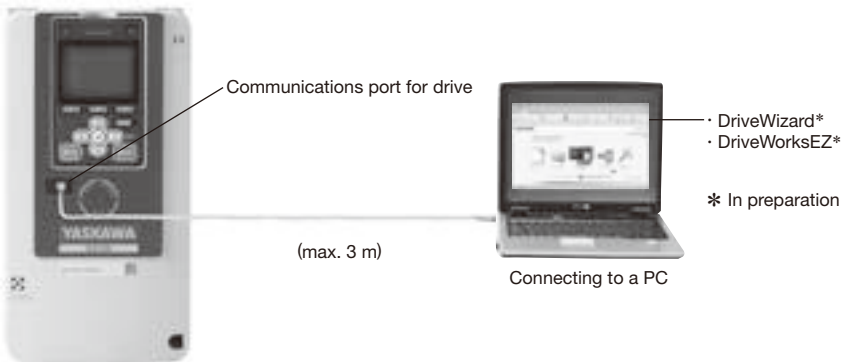 Communications port for drive
· DriveWizard*
· DriveWorksEZ*
* In preparation
YASKAWA
(max. 3 m)
Connecting to a PC